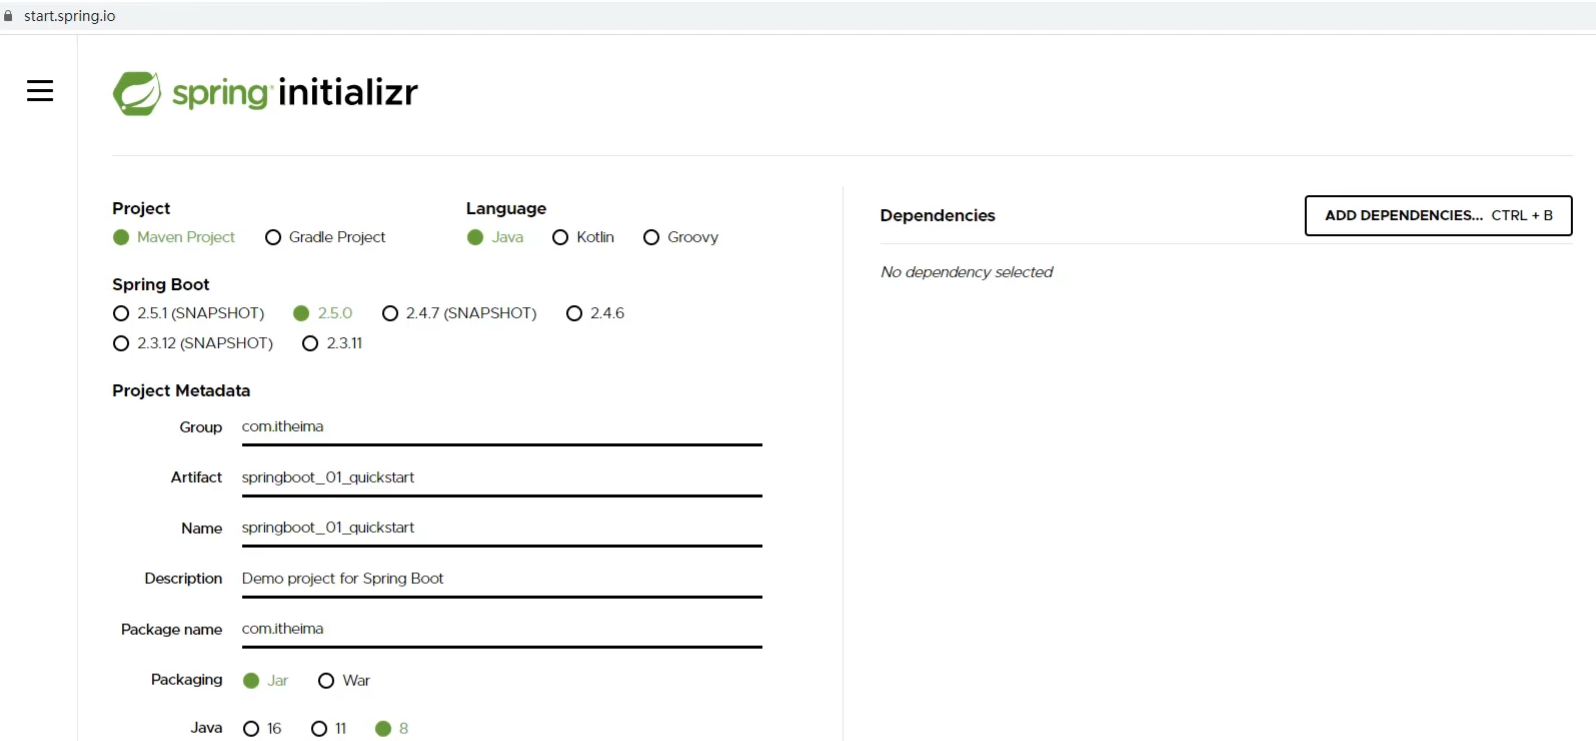 start.spring.io
spring initializr
Project
Maven Project Gradle Project
Language
Java Kotlin Groovy
Spring Boot
2.5.1 (SNAPSHOT) 2.5.0 2.4.7 (SNAPSHOT) 2.4.6
2.3.12 (SNAPSHOT) 2.3.11
Project Metadata
Group com.itheima
Artifact springboot_01_quickstart
Name springboot_01_quickstart
Description Demo project for Spring Boot
Package name com.itheima
Packaging Jar War
Java 16 11 8
Dependencies
ADD DEPENDENCIES... CTRL + B
No dependency selected